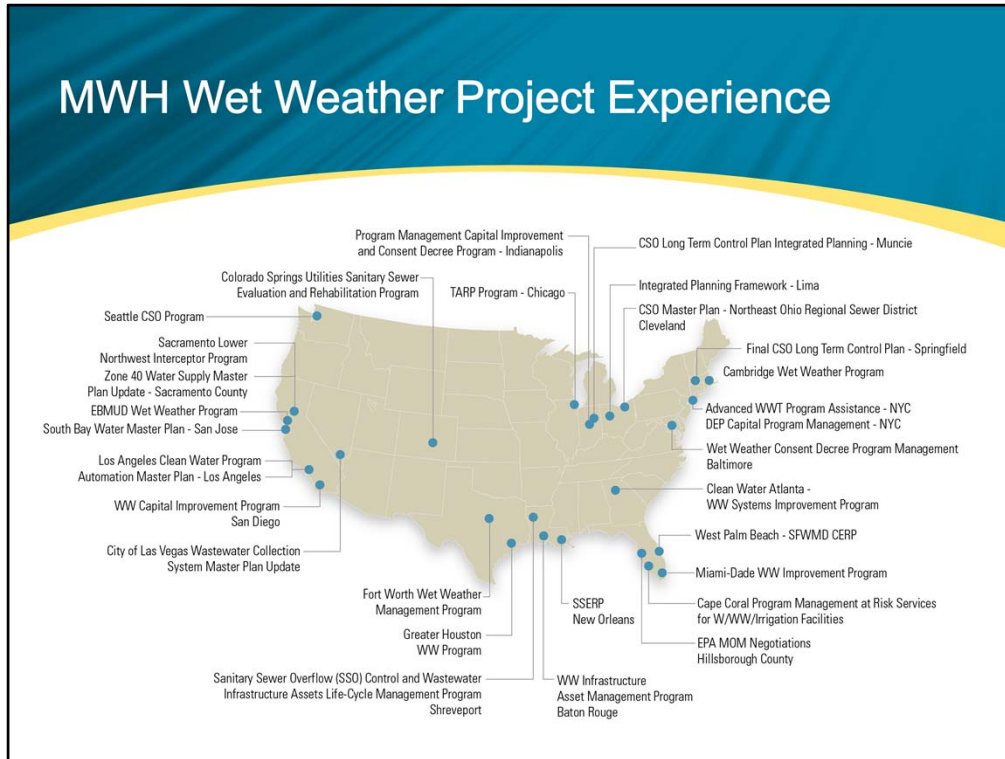 MWH Wet Weather Project Experience
Program Management Capital Improvement
and Consent Decree Program - Indianapolis
CSO Long Term Control Plan Integrated Planning - Muncie
Colorado Springs Utilities Sanitary Sewer
Evaluation and Rehabilitation Program
TARP Program - Chicago
Integrated Planning Framework - Lima
CSO Master Plan - Northeast Ohio Regional Sewer District
Cleveland
Seattle CSO Program
Final CSO Long Term Control Plan - Springfield
Sacramento Lower
Northwest Interceptor Program
Cambridge Wet Weather Program
Zone 40 Water Supply Master
Plan Update - Sacramento County
EBMUD Wet Weather Program
South Bay Water Master Plan - San Jose
Advanced WWT Program Assistance - NYC
DEP Capital Program Management - NYC
Wet Weather Consent Decree Program Management
Baltimore
Los Angeles Clean Water Program
Automation Master Plan - Los Angeles
Clean Water Atlanta -
WW Systems Improvement Program
WW Capital Improvement Program
San Diego
West Palm Beach - SFWMD CERP
City of Las Vegas Wastewater Collection
System Master Plan Update
Miami-Dade WW Improvement Program
Fort Worth Wet Weather
Management Program
SSERP
New Orleans
Cape Coral Program Management at Risk Services
for W/WW/Irrigation Facilities
Greater Houston
WW Program
EPA MOM Negotiations
Hillsborough County
Sanitary Sewer Overflow (SSO) Control and Wastewater
Infrastructure Assets Life-Cycle Management Program
Shreveport
WW Infrastructure
Asset Management Program
Baton Rouge